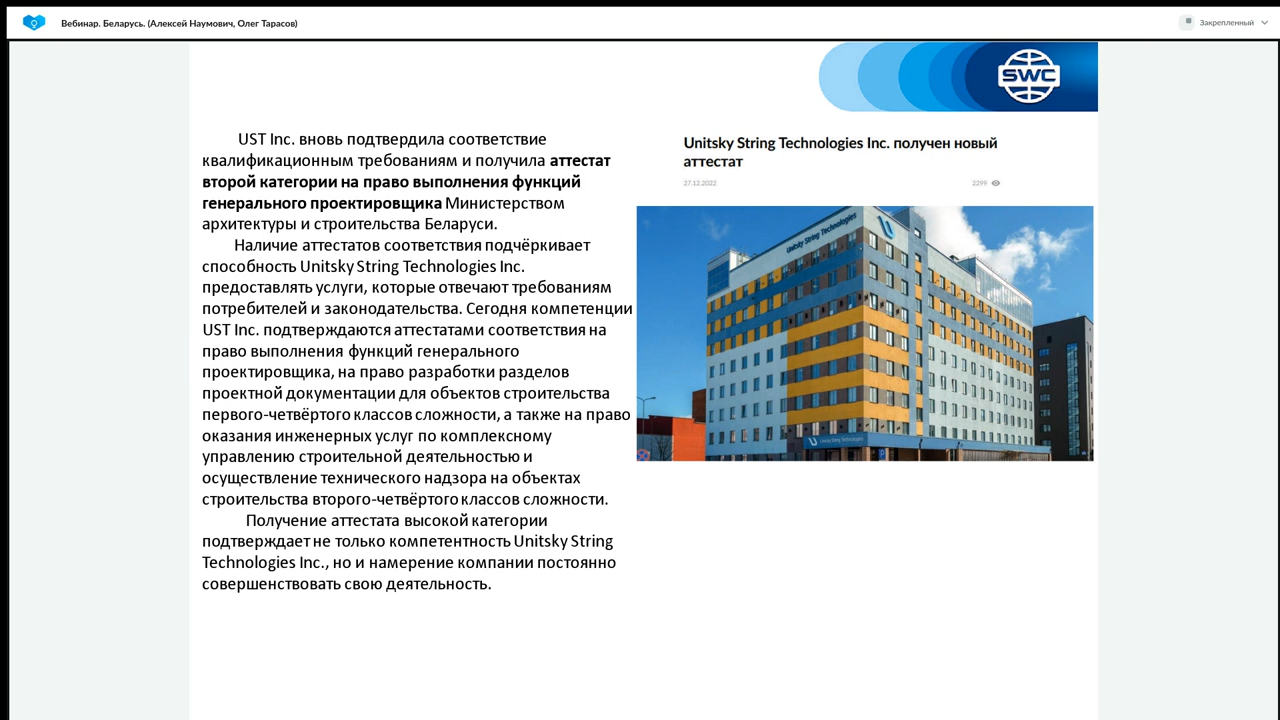 Вебинар. Беларусь. (Алексей Наумович, Олег Тарасов)
Закрепленный
SWC
UST Inc. вновь подтвердила соответствие
квалификационным требованиям и получила аттестат
второй категории на право выполнения функций
генерального проектировщика Министерством
архитектуры и строительства Беларуси.
Наличие аттестатов соответствия подчёркивает
способность Unitsky String Technologies Inc.
предоставлять услуги, которые отвечают требованиям
потребителей и законодательства. Сегодня компетенции
UST Inc. подтверждаются аттестатами соответствия на
право выполнения функций генерального
проектировщика, на право разработки разделов
проектной документации для объектов строительства
первого-четвёртого классов сложности, а также на право
оказания инженерных услуг по комплексному
управлению строительной деятельностью и
осуществление технического надзора на объектах
строительства второго-четвёртого классов сложности.
Получение аттестата высокой категории
подтверждает не только компетентность Unitsky String
Technologies Inc., но и намерение компании постоянно
совершенствовать свою деятельность.
Unitsky String Technologies Inc. получен новый
аттестат
27.12.2022
2299
Unitsky String Technologies
Unitsky String Technologies